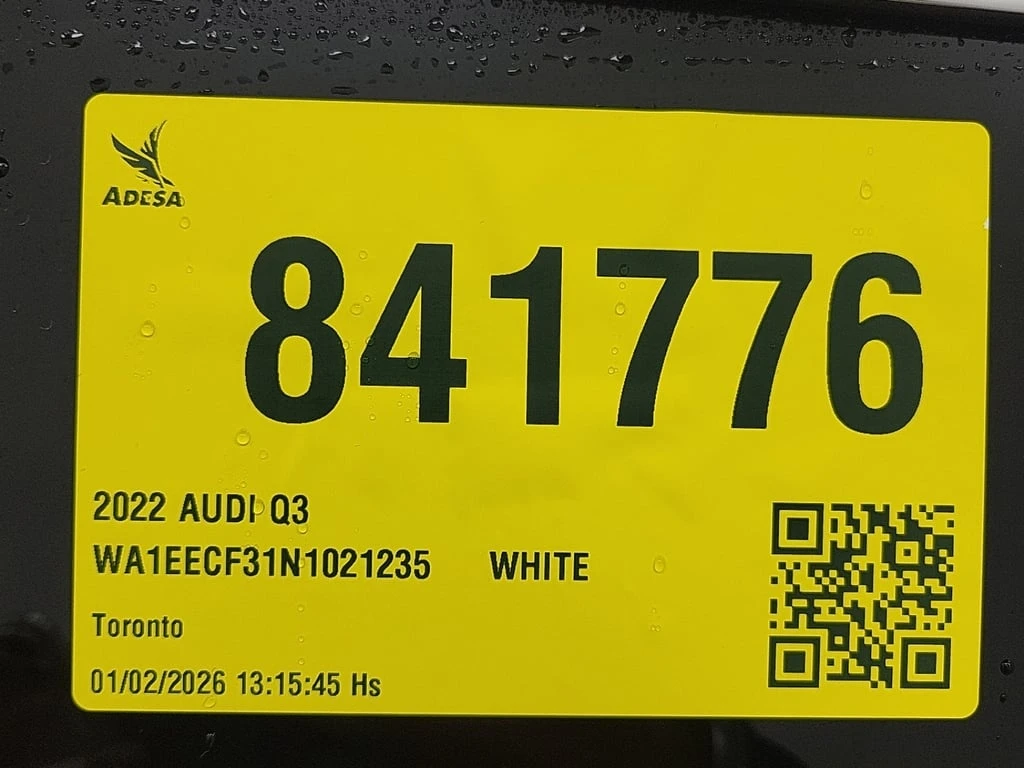 ADESA
841776
2022 AUDI Q3
WA1EECF31N1021235 WHITE
Toronto
01/02/2026 13:15:45 Hs